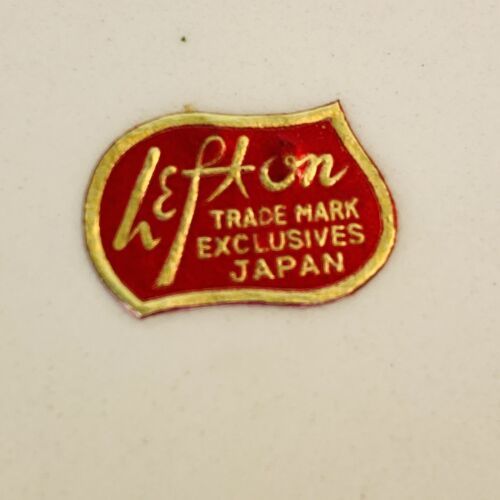 Lefton
TRADE MARK
EXCLUSIVES
JAPAN